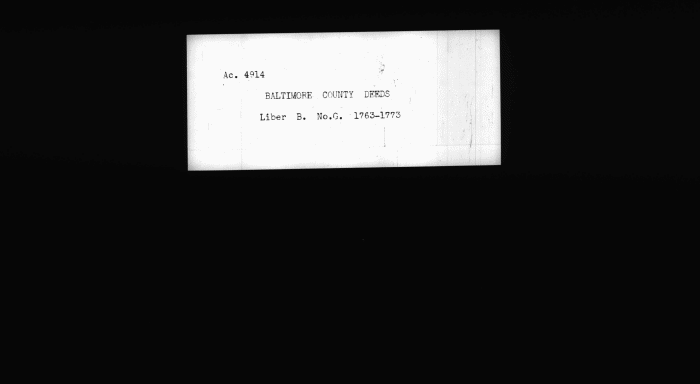 Ac. 4914
BALTIMORE COUNTY DEEDS
Liber B. No.G. 1763-1773